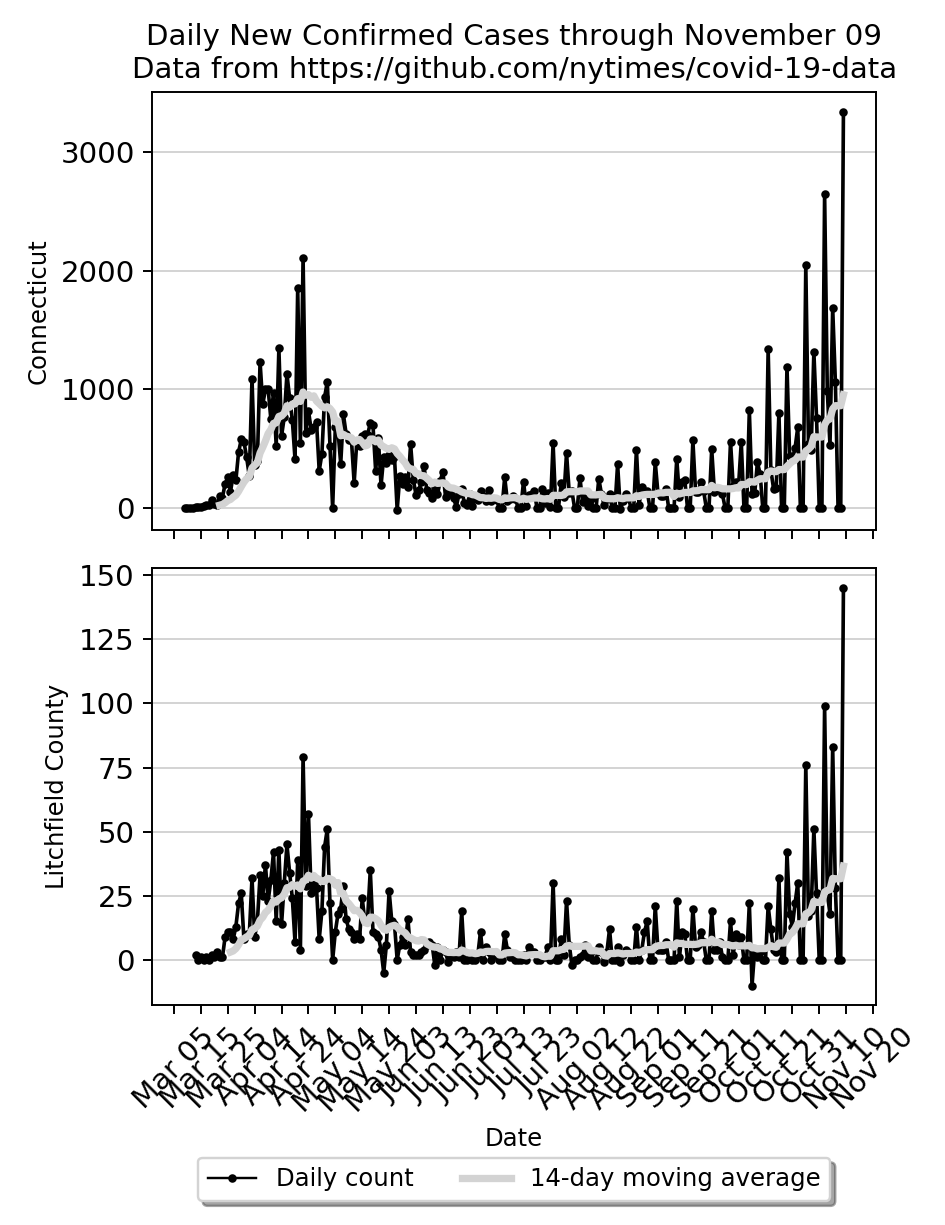 Daily New Confirmed Cases through November 09
Data from https://github.com/nytimes/covid-19-data
Connecticut
3000
2000
1000
0
Litchfield County
150
125
100
75
50
25
0
Mar 05
Mar 15
Mar 25
Apr 04
Apr 14
Apr 24
May 04
May 14
May 24
Jun 03
Jun 13
Jun 23
Jul 03
Jul 13
Jul 23
Aug 02
Aug 12
Aug 22
Sep 01
Sep 11
Sep 21
Oct 01
Oct 11
Oct 21
Oct 31
Nov 10
Nov 20
Date
Daily count
14-day moving average